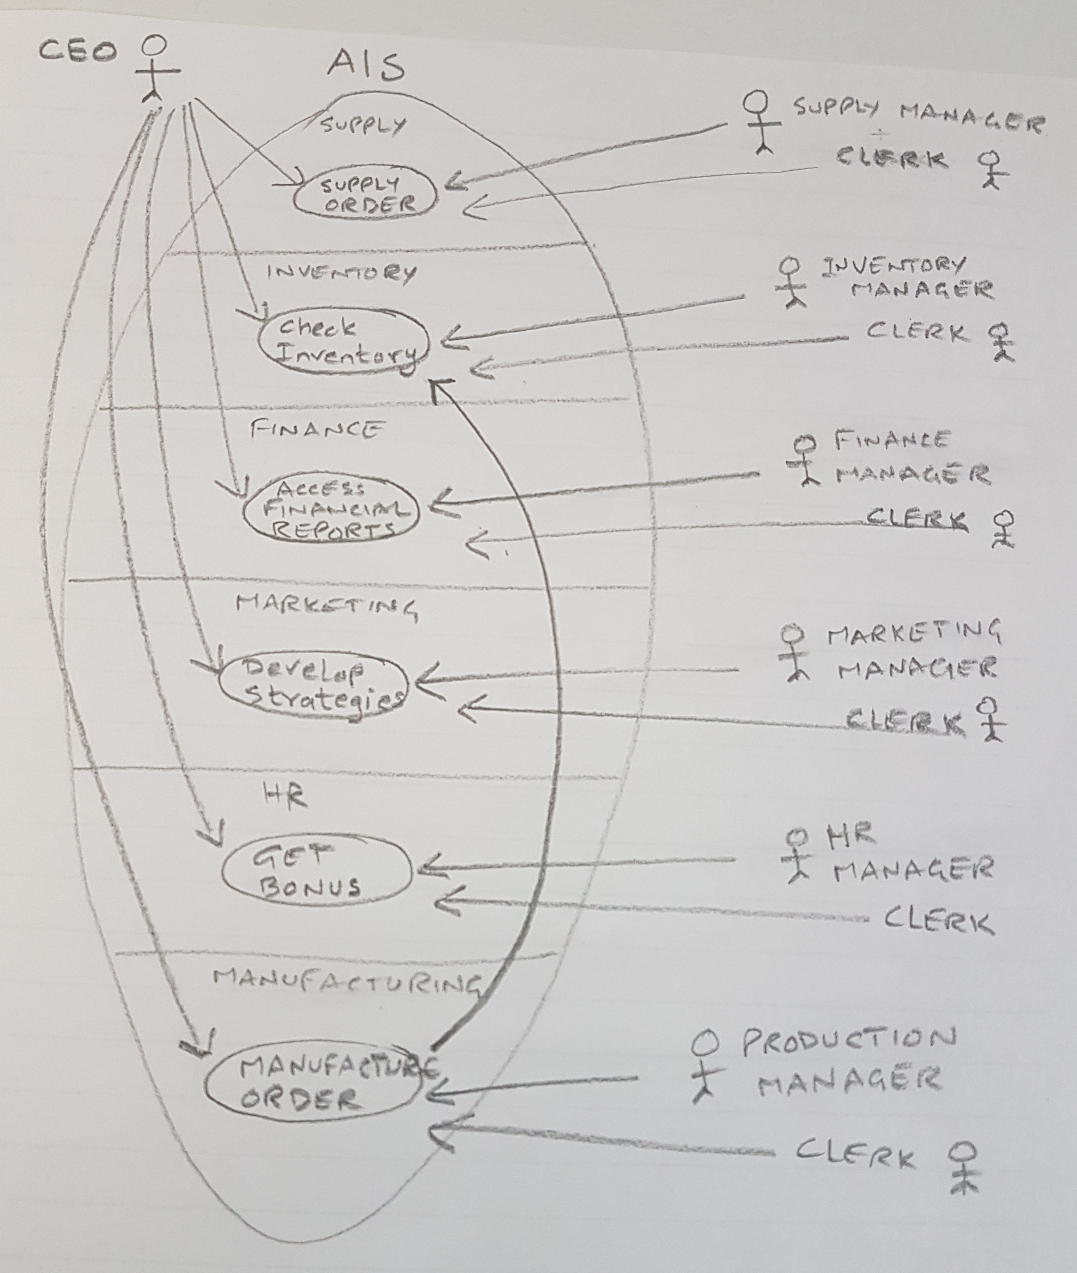 CEO
AIS
SUPPLY
SUPPLY
ORDER
SUPPLY MANAGER
CLERK
INVENTORY
Check
Inventory
INVENTORY
MANAGER
CLERK
FINANCE
ACCESS
FINANCIAL
REPORTS
FINANCE
MANAGER
CLERK
MARKETING
Develop
Strategies
MARKETING
MANAGER
CLERK
HR
GET
BONUS
HR
MANAGER
CLERK
MANUFACTURING
MANUFACTURE
ORDER
PRODUCTION
MANAGER
CLERK